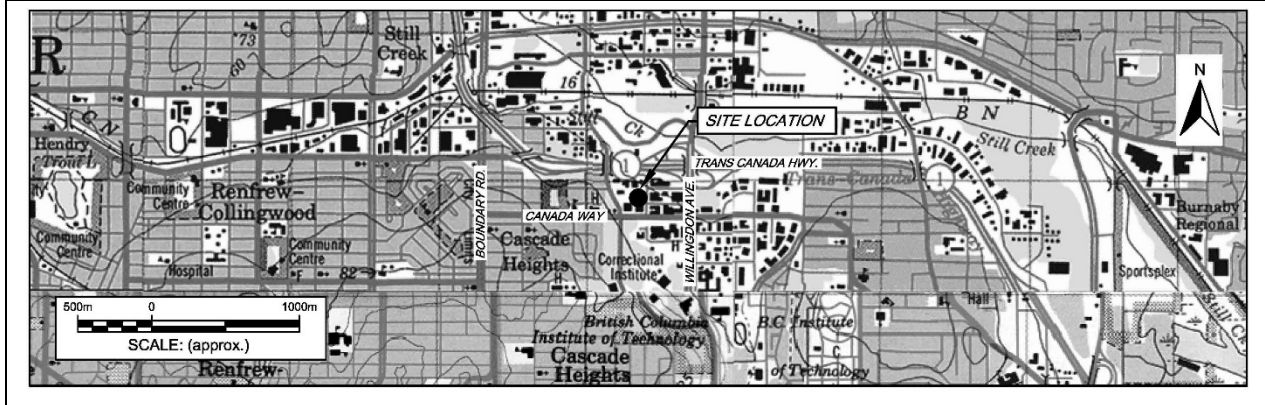 R
73
60
Still
Creek
16
N
C N
Hendry
Trout L
Community
Centre
Renfrew-
Collingwood
Community
Centre
Community
Centre
Hospital
F
82
BOUNDARY RD.
Still
Ck
1
SITE LOCATION
TRANS CANADA HWY.
Trans-Canada
WILLINGDON AVE.
CANADA WAY
H
H
H
Cascade
Heights
Correctional
Institute
B N
Still Creek
1
F
Burnaby
Regional
Sportsplex
Still
Hall
500m 0 1000m
SCALE: (approx.)
F
Renfrew-
British Columbia
Institute of Technology
Cascade
Heights
B.C. Institute
of Technology
C